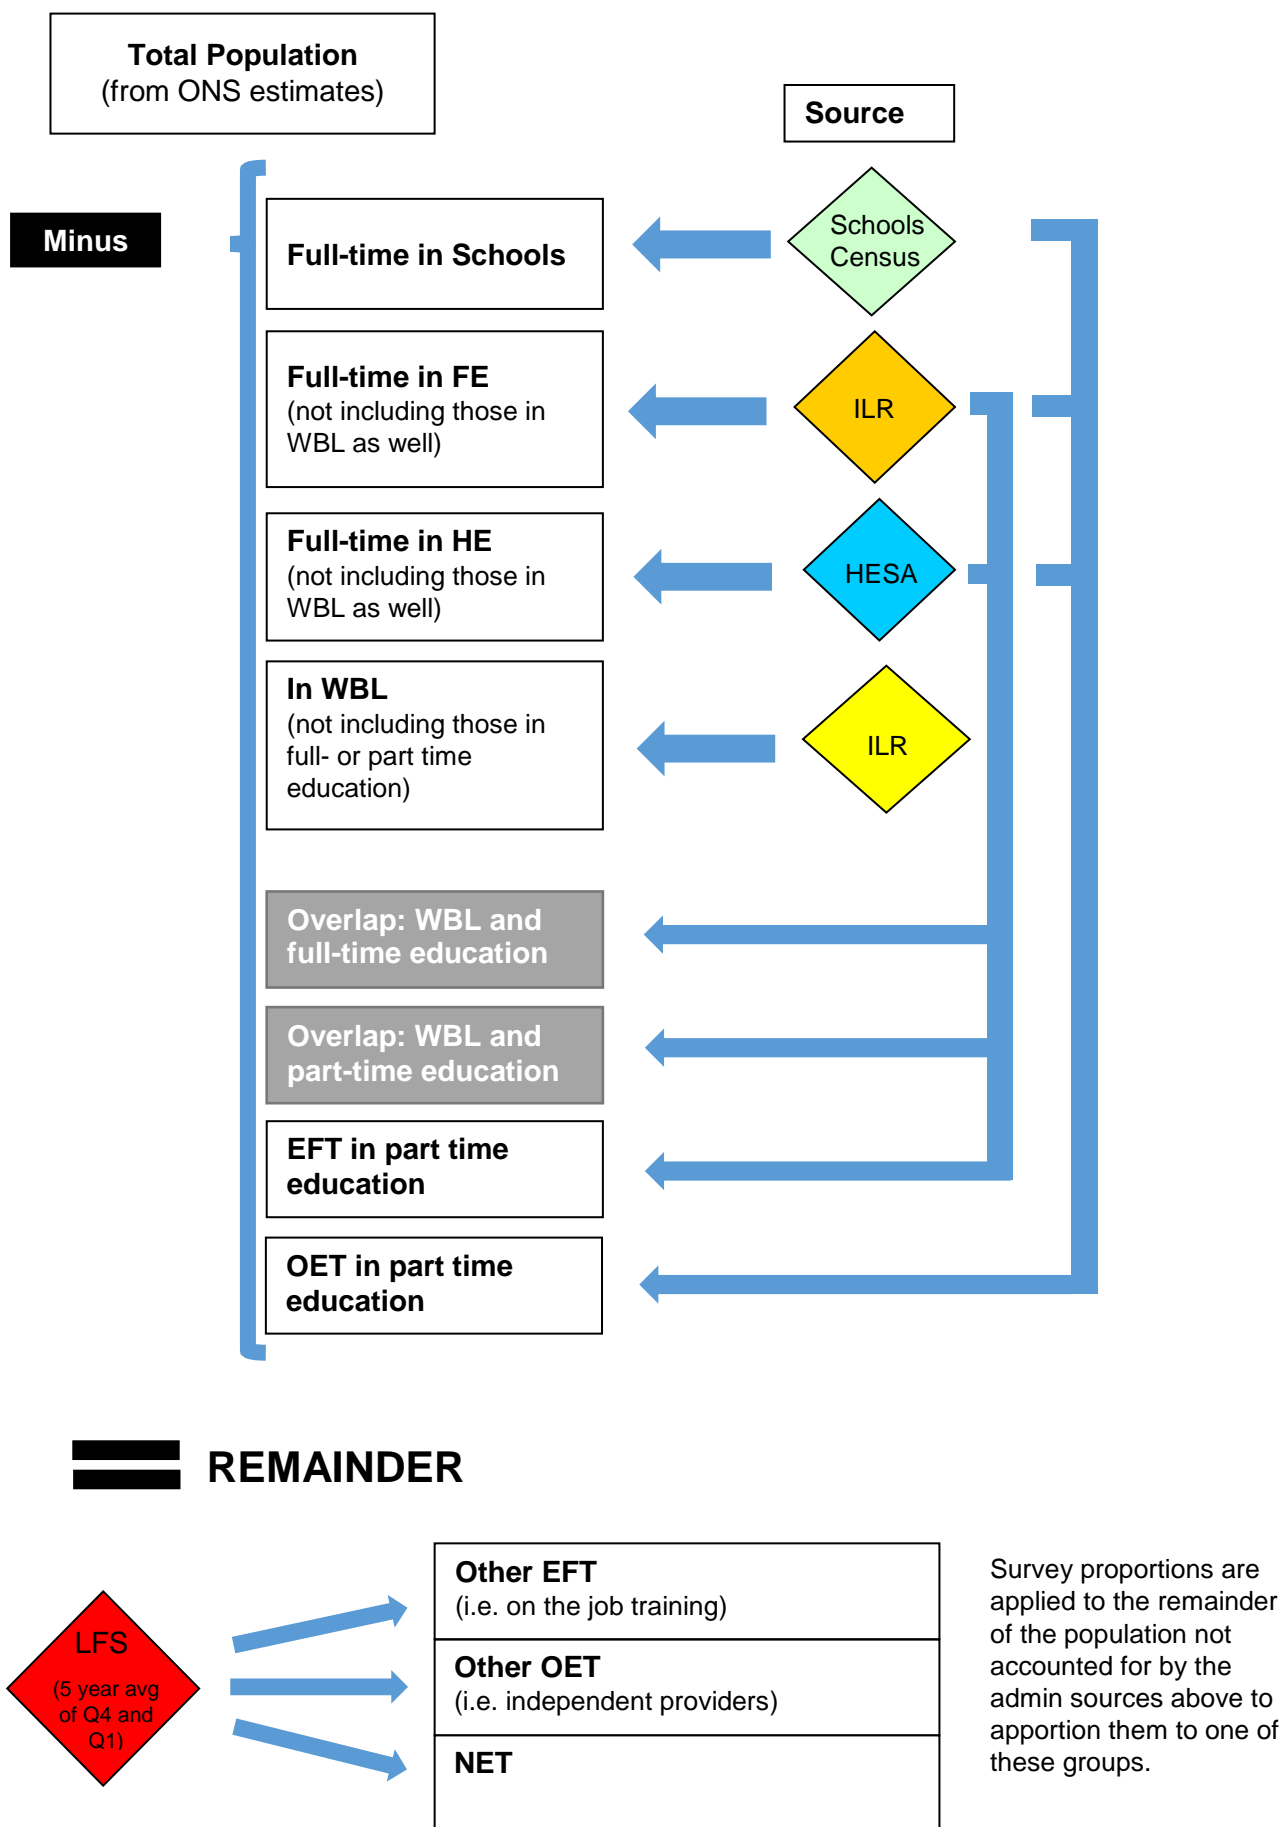 Total Population
(from ONS estimates)
Source
Minus
Full-time in Schools
Schools
Census
Full-time in FE
(not including those in
WBL as well)
ILR
Full-time in HE
(not including those in
WBL as well)
HESA
In WBL
(not including those in
full- or part time
education)
ILR
Overlap: WBL and
full-time education
Overlap: WBL and
part-time education
EFT in part time
education
OET in part time
education
REMAINDER
LFS
(5 year avg
of Q4 and
Q1)
Other EFT
(i.e. on the job training)
Other OET
(i.e. independent providers)
NET
Survey proportions are
applied to the remainder
of the population not
accounted for by the
admin sources above to
apportion them to one of
these groups.